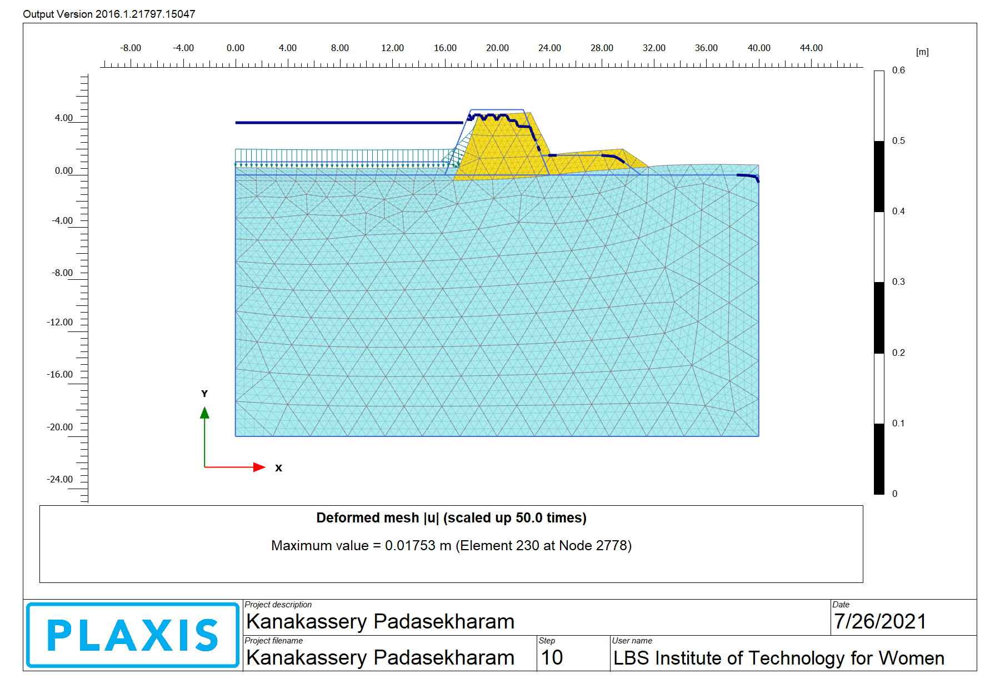 Output Version 2016.1.21797.15047
-8.00 -4.00 0.00 4.00 8.00 12.00 16.00 20.00 24.00 28.00 32.00 36.00 40.00 44.00
[m]
0.6
0.5
0.4
0.3
0.2
0.1
0
4.00
0.00
-4.00
-8.00
-12.00
-16.00
-20.00
-24.00
Y
X
Deformed mesh |u| (scaled up 50.0 times)
Maximum value = 0.01753 m (Element 230 at Node 2778)
PLAXIS
Project description
Kanakassery Padasekharam
Date
7/26/2021
Project filename
Kanakassery Padasekharam
Step
10
User name
LBS Institute of Technology for Women